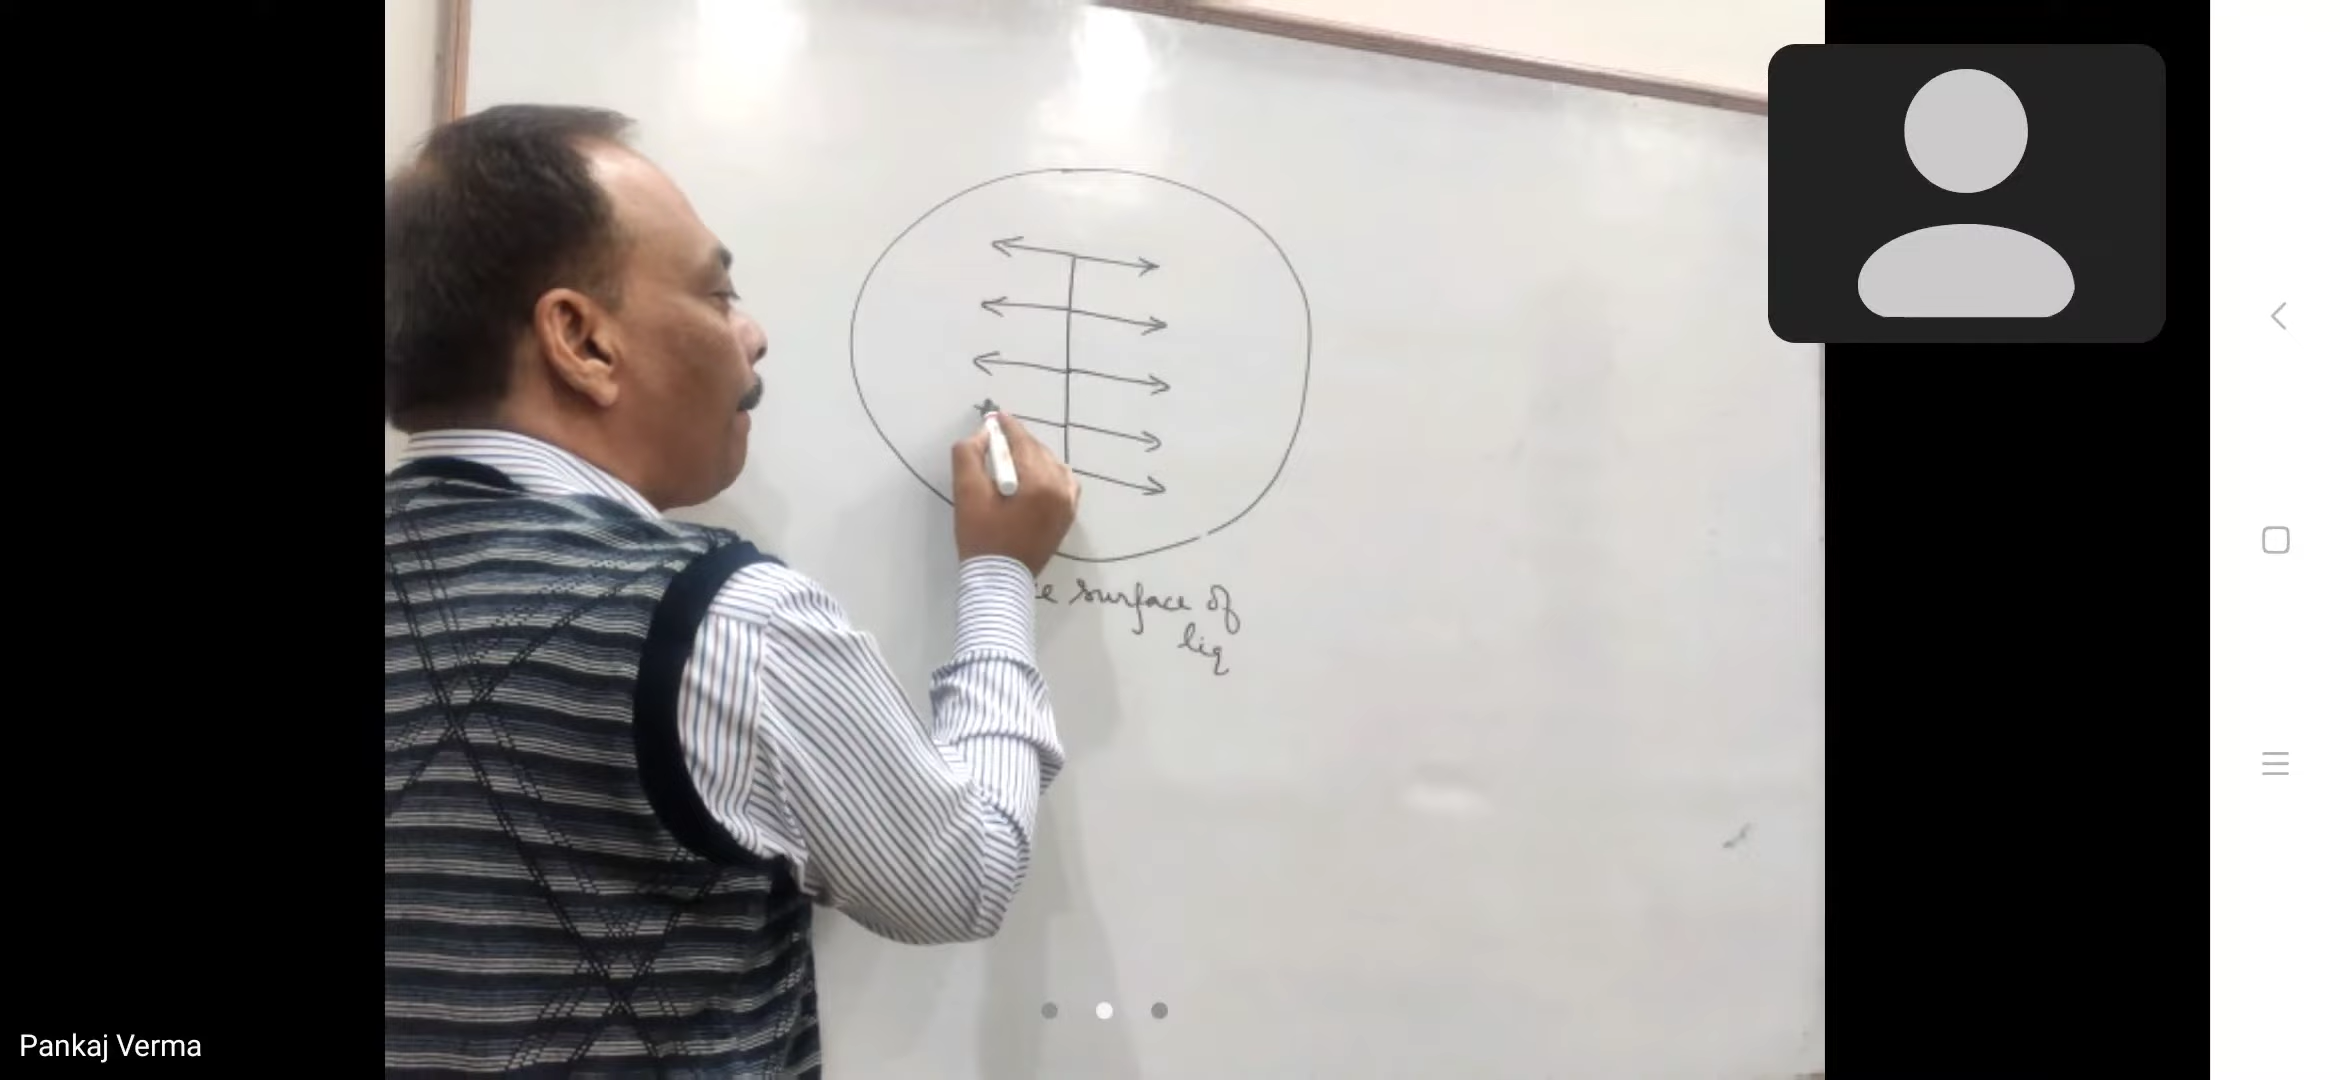 surface of
liq
Pankaj Verma